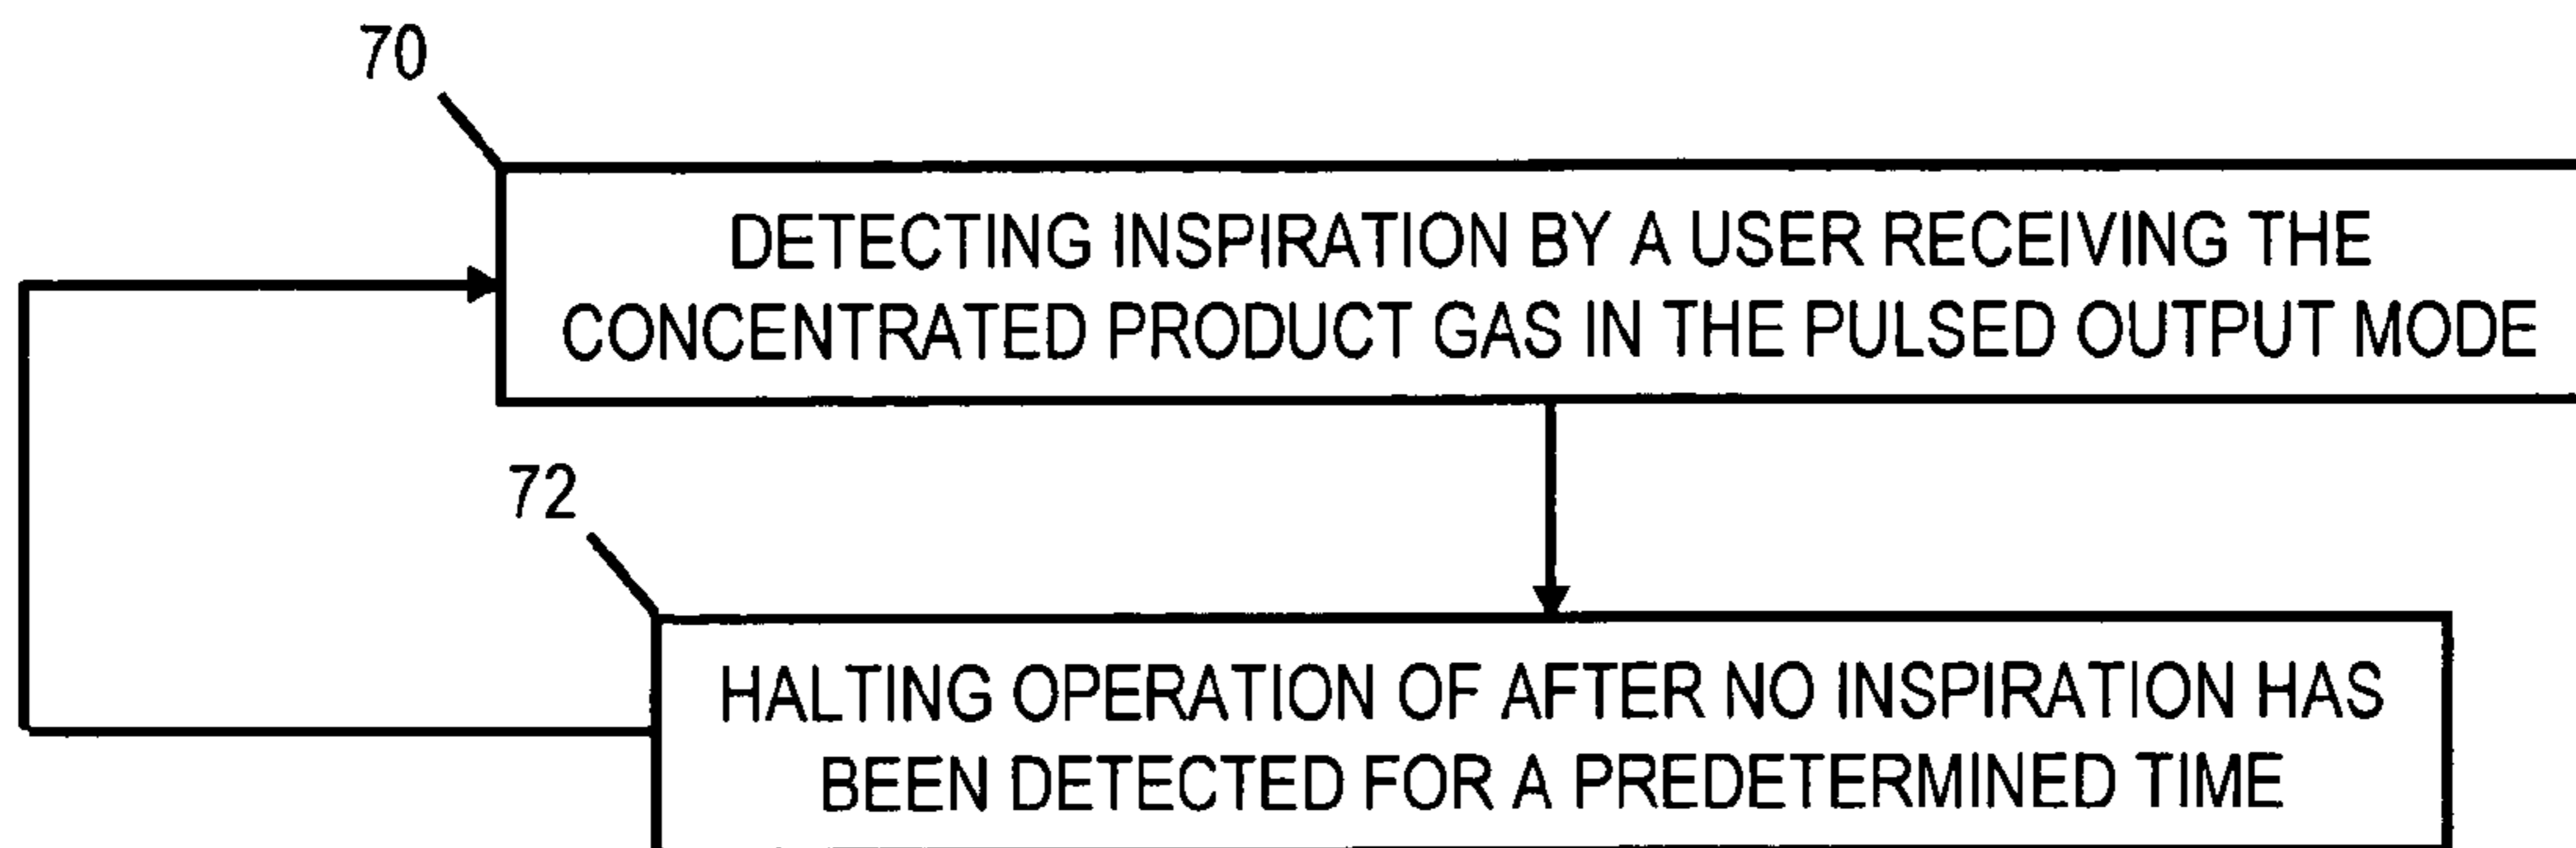 70
DETECTING INSPIRATION BY A USER RECEIVING THE
CONCENTRATED PRODUCT GAS IN THE PULSED OUTPUT MODE
72
HALTING OPERATION OF AFTER NO INSPIRATION HAS
BEEN DETECTED FOR A PREDETERMINED TIME